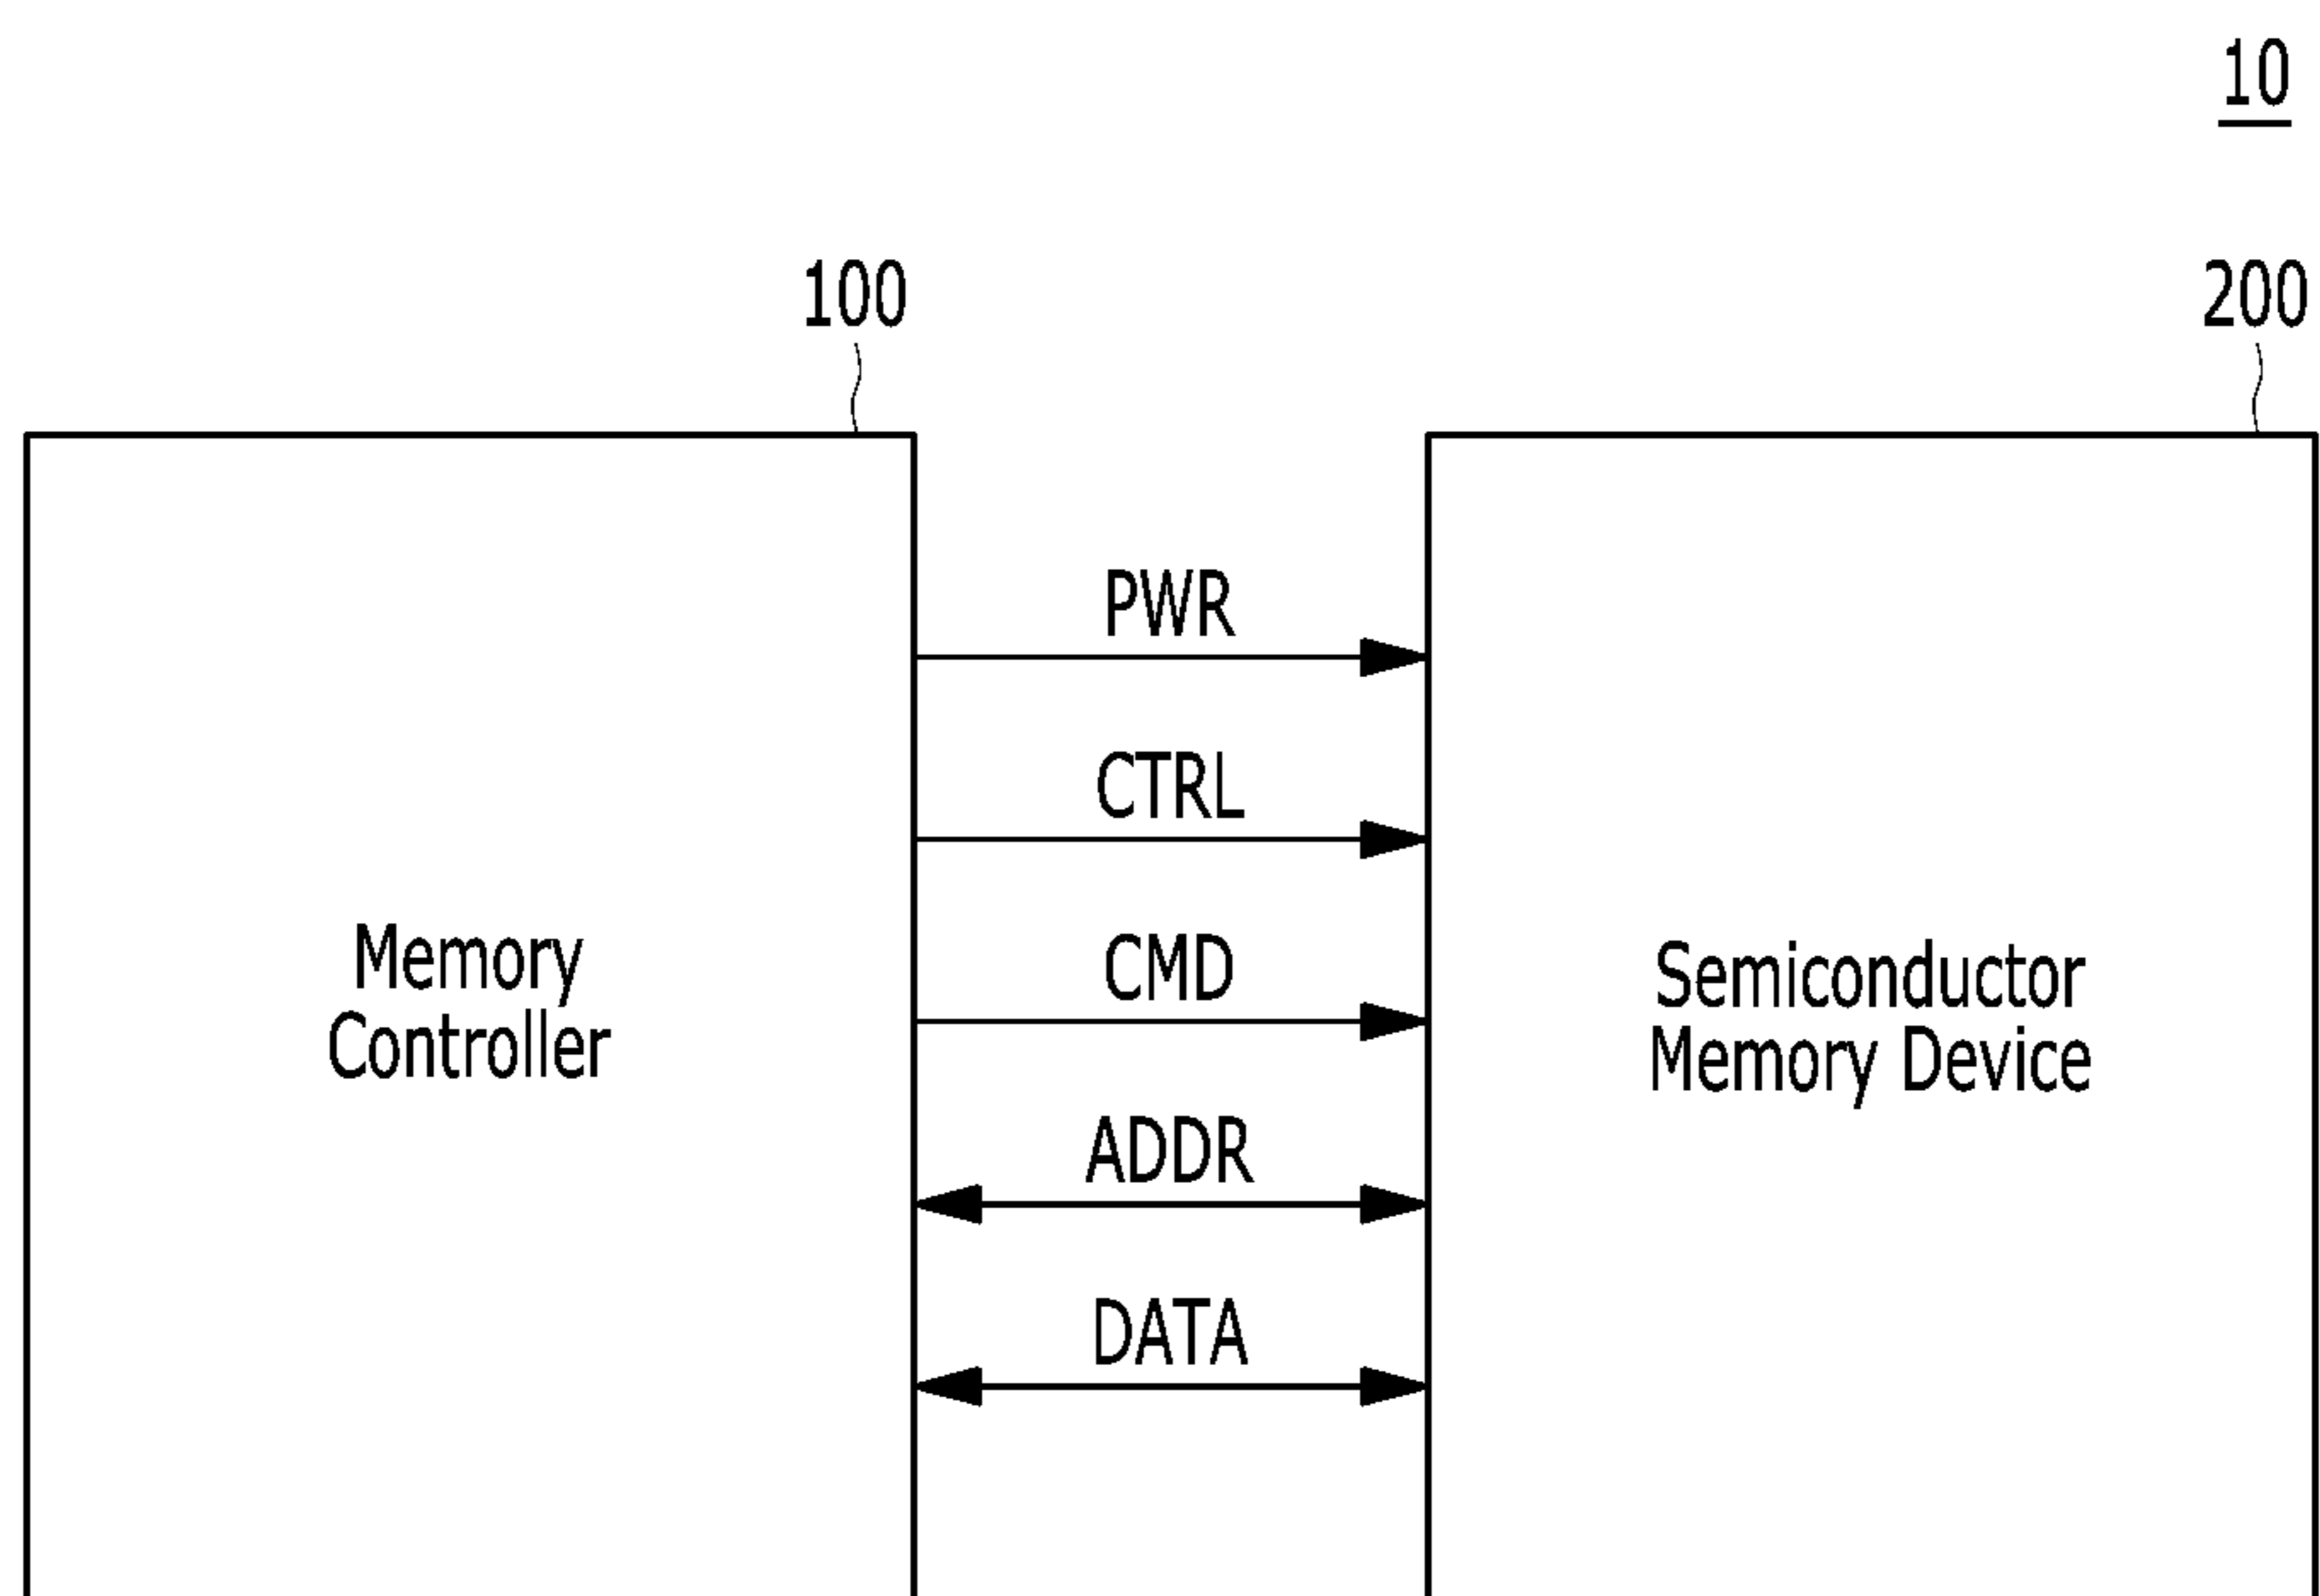 10
100
200
PWR
CTRL
CMD
ADDR
DATA
Memory
Controller
Semiconductor
Memory Device